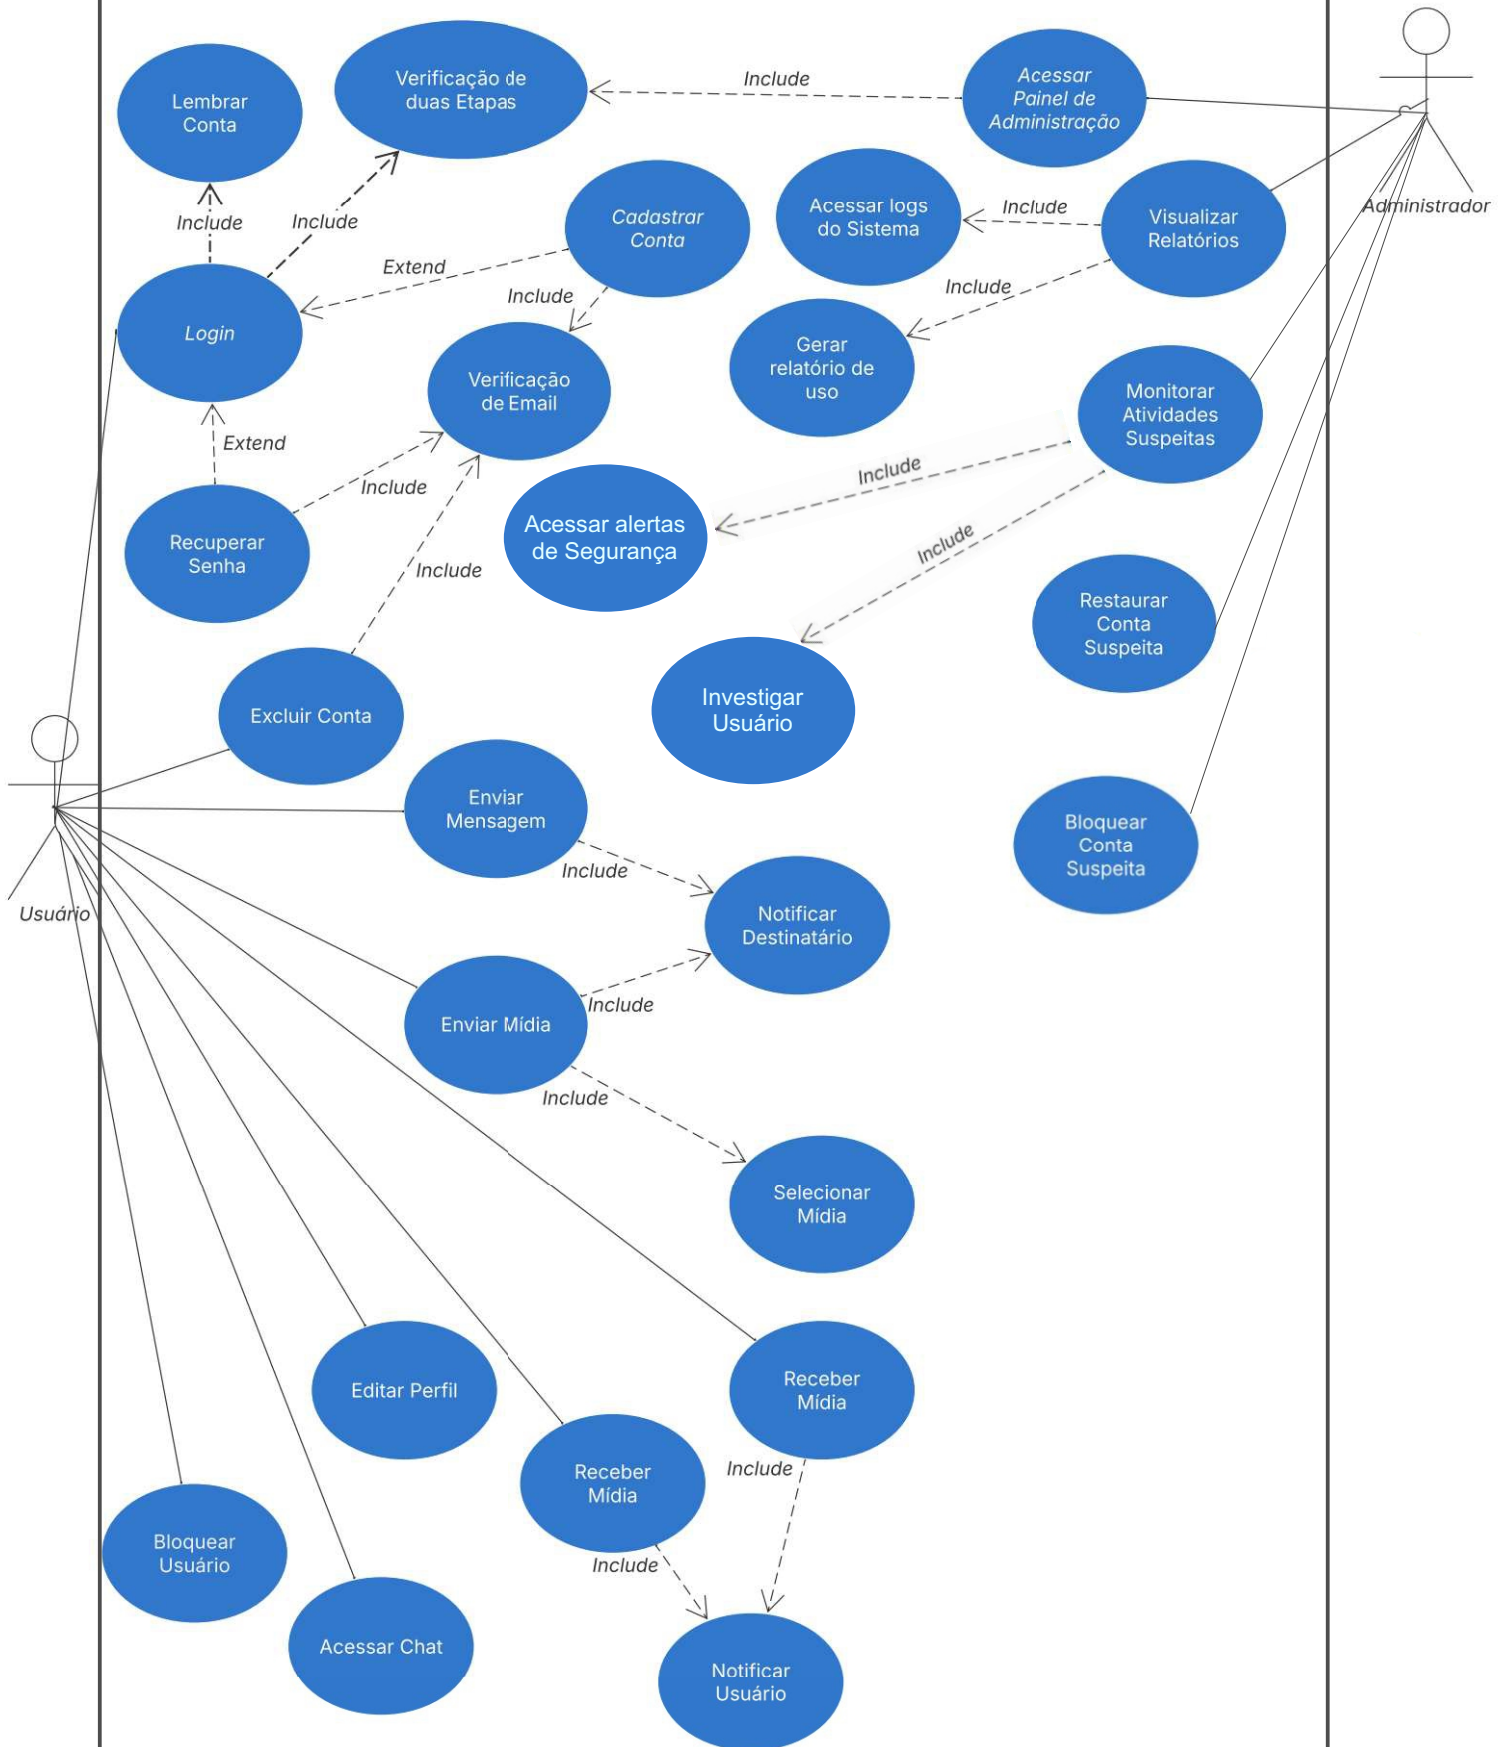 Verificação de
duas Etapas
Include
Acessar
Painel de
Administração
Lembrar
Conta
Include
Include
Cadastrar
Conta
Acessar logs
do Sistema
Include
Visualizar
Relatórios
Administrador
Extend
Include
Include
Login
Verificação
de Email
Gerar
relatório de
uso
Monitorar
Atividades
Suspeitas
Extend
Include
Include
Recuperar
Senha
Acessar alertas
de Segurança
Include
Include
Restaurar
Conta
Suspeita
Excluir Conta
Investigar
Usuário
Enviar
Mensagem
Bloquear
Conta
Suspeita
Include
Usuário
Notificar
Destinatário
Include
Enviar Mídia
Include
Selecionar
Mídia
Editar Perfil
Receber
Mídia
Receber
Mídia
Include
Bloquear
Usuário
Include
Acessar Chat
Notificar
Usuário